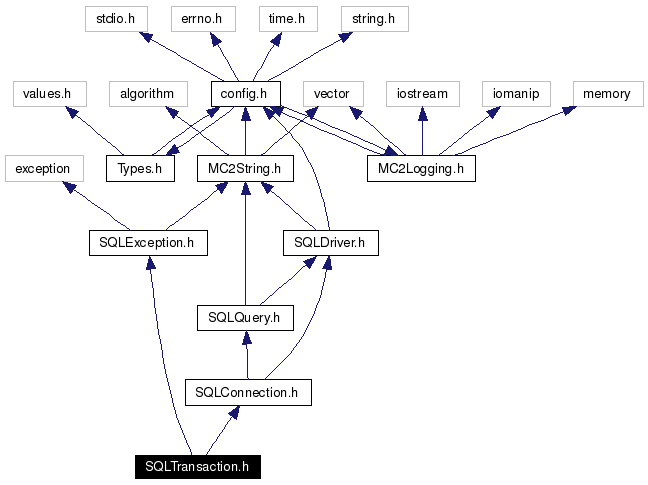 stdio.h
errno.h
time.h
string.h
values.h
algorithm
config.h
vector
iostream
iomanip
memory
exception
Types.h
MC2String.h
MC2Logging.h
SQLException.h
SQLDriver.h
SQLQuery.h
SQLConnection.h
SQLTransaction.h